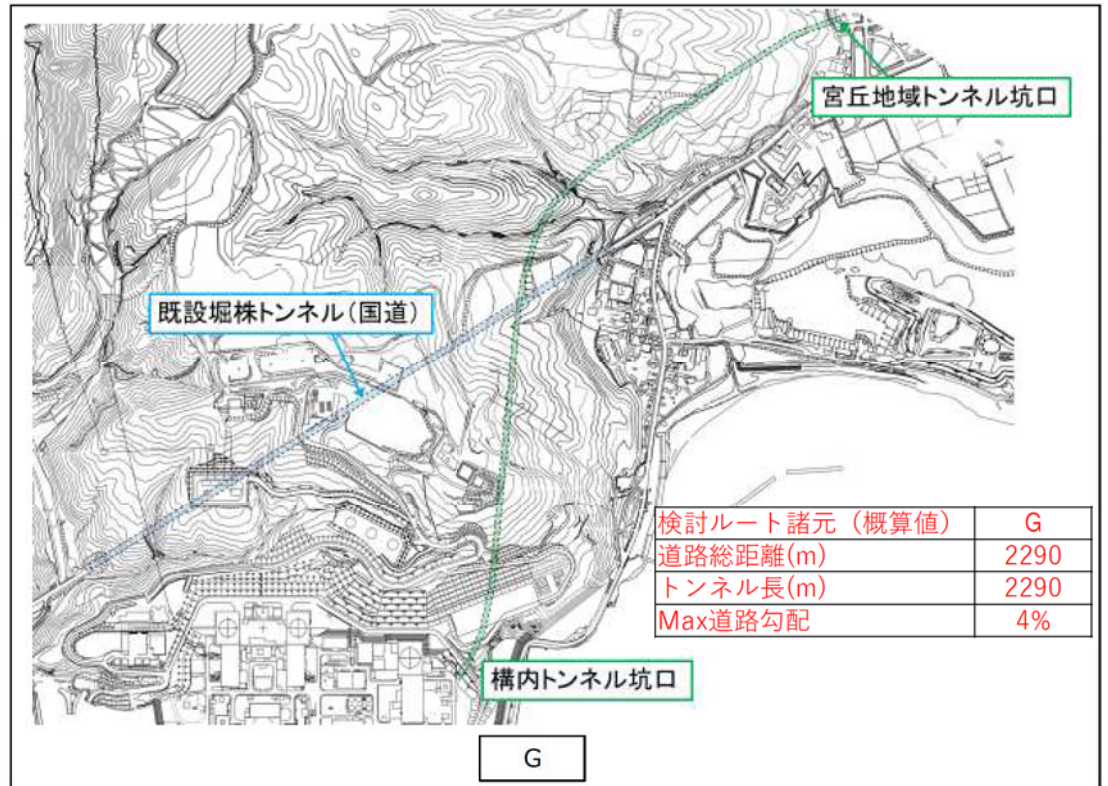 宮丘地域トンネル坑口
既設堀株トンネル(国道)
検討ルート諸元（概算値） G
道路総距離(m) 2290
トンネル長(m) 2290
Max道路勾配 4%
構内トンネル坑口
G